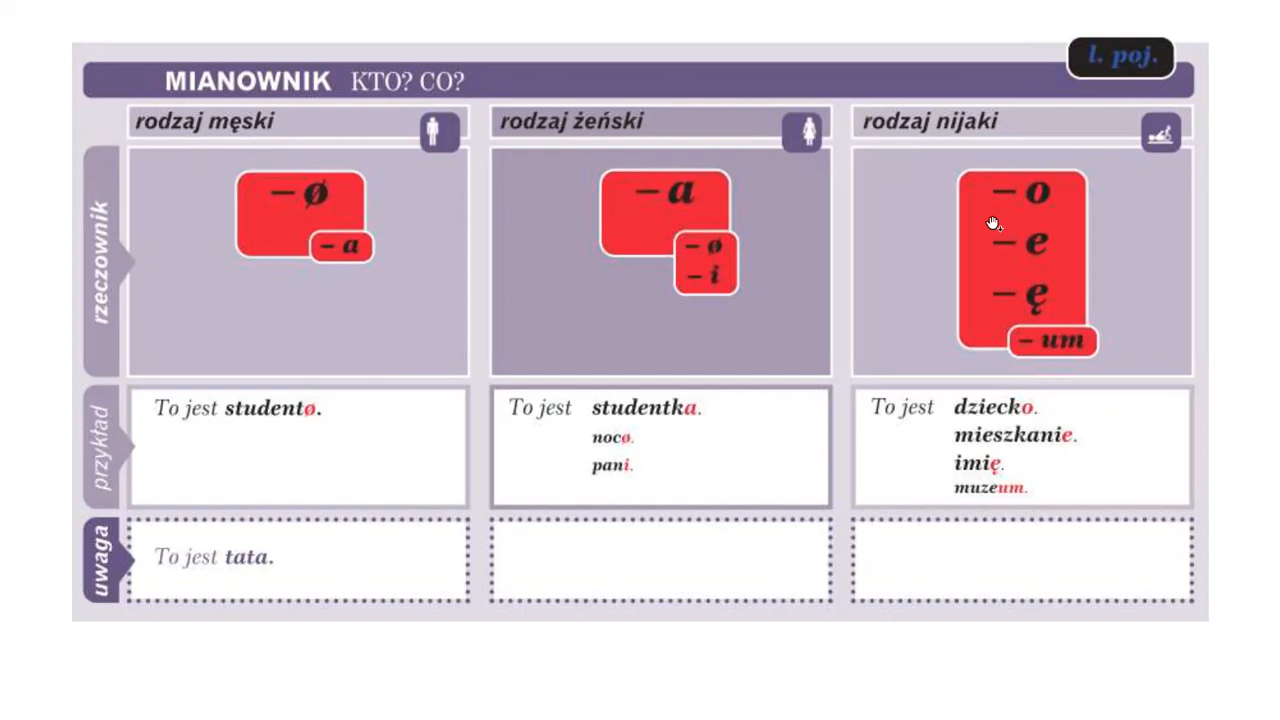 l. poj.
MIANOWNIK KTO? CO?
rodzaj męski
rodzaj żeński
rodzaj nijaki
rzeczownik
– ø
– a
– a
– ø
– i
– o
– e
– ę
– um
przykład
To jest studentø.
To jest studentka.
nocø.
pani.
To jest dziecko.
mieszkanie.
imię.
muzeum.
uwaga
To jest tata.